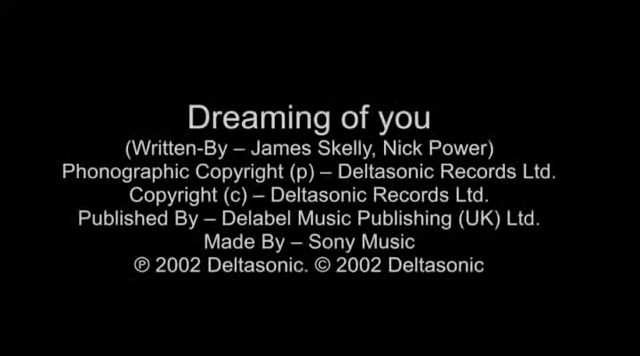 Dreaming of you
(Written-By – James Skelly, Nick Power)
Phonographic Copyright (p) – Deltasonic Records Ltd.
Copyright (c) – Deltasonic Records Ltd.
Published By – Delabel Music Publishing (UK) Ltd.
Made By – Sony Music
℗ 2002 Deltasonic. © 2002 Deltasonic